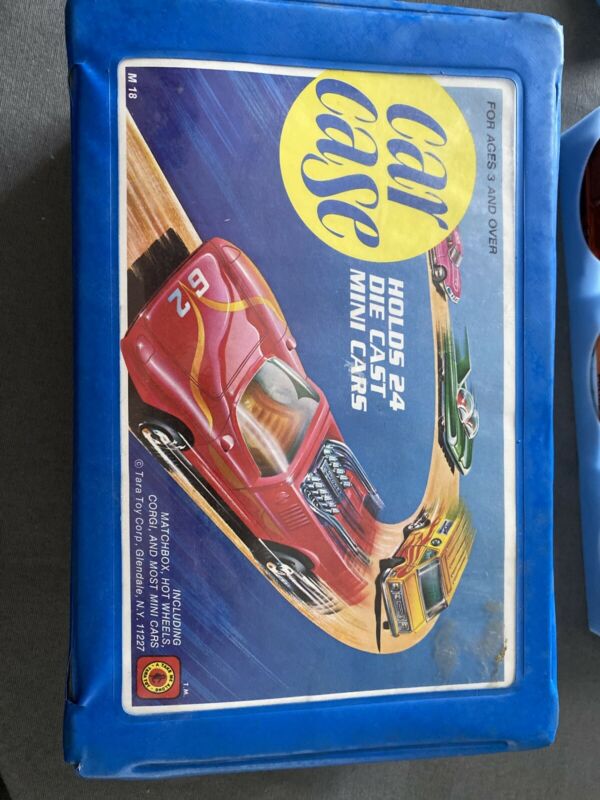 FOR AGES 3 AND OVER
car
case
HOLDS 24
DIE CAST
MINI CARS
92
INCLUDING
MATCHBOX, HOT WHEELS,
CORGI, AND MOST MINI CARS
© Tara Toy Corp., Glendale, N.Y. 11227
M 18
T.M.